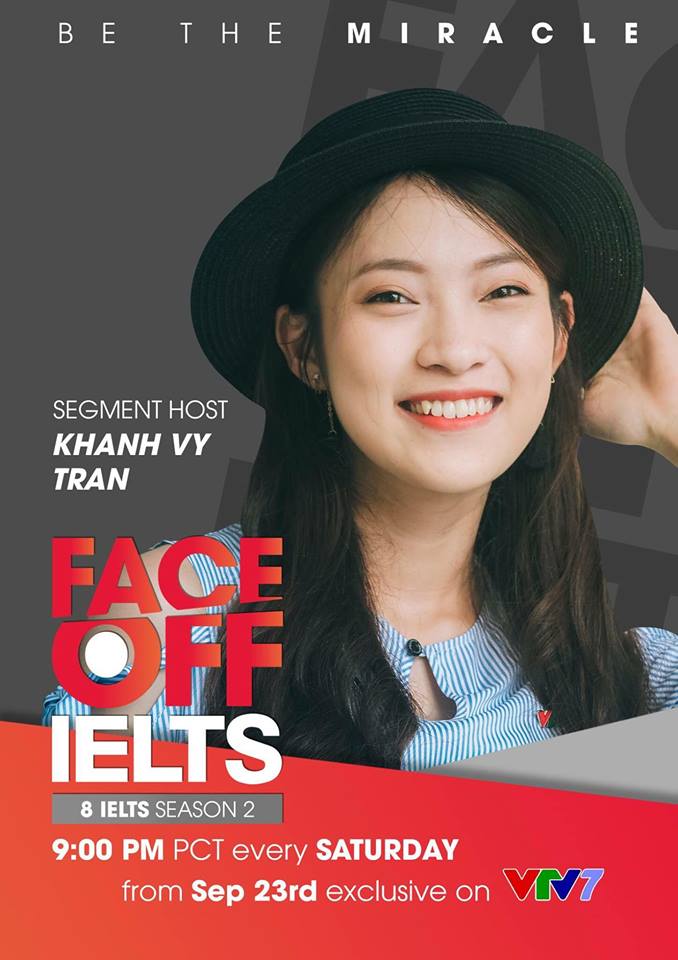 BE THE MIRACLE
SEGMENT HOST
KHANH VY
TRAN
FACE
OFF
IELTS
8 IELTS SEASON 2
9:00 PM PCT every SATURDAY
from Sep 23rd exclusive on VTV7